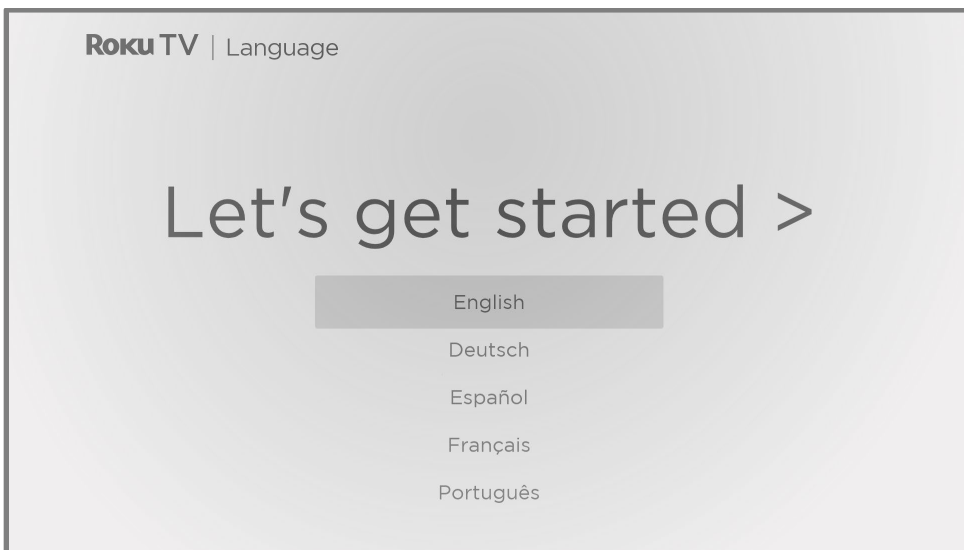 Roku TV | Language
Let's get started >
English
Deutsch
Español
Français
Português